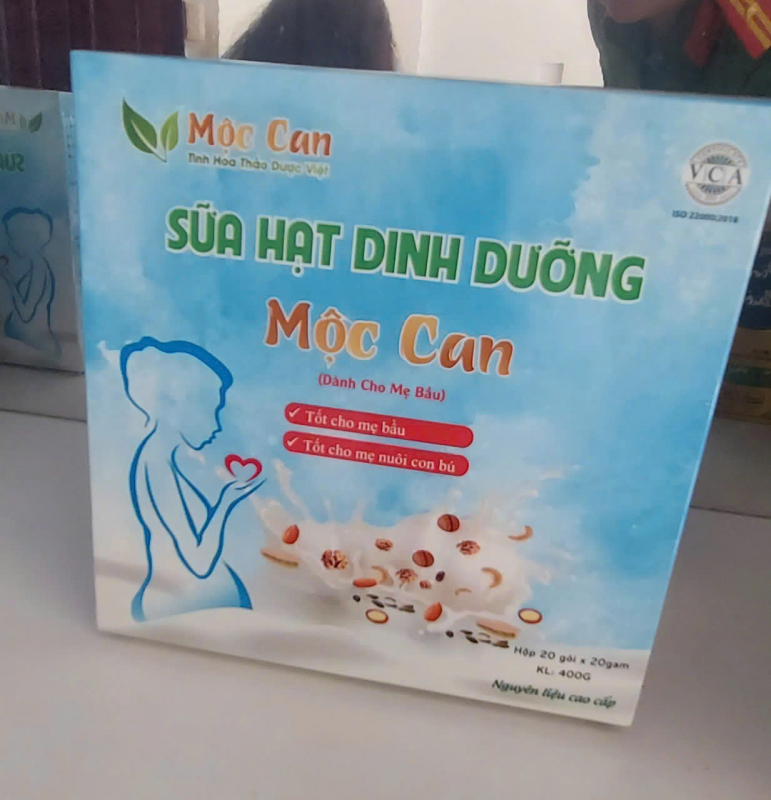 Mộc Can
Tinh Hoa Thảo Dược Việt
VCA
ISO 22000:2018
SỮA HẠT DINH DƯỠNG
Mộc Can
(Dành Cho Mẹ Bầu)
Tốt cho mẹ bầu
Tốt cho mẹ nuôi con bú
Hộp 20 gói x 20gam
KL: 400G
Nguyên liệu cao cấp